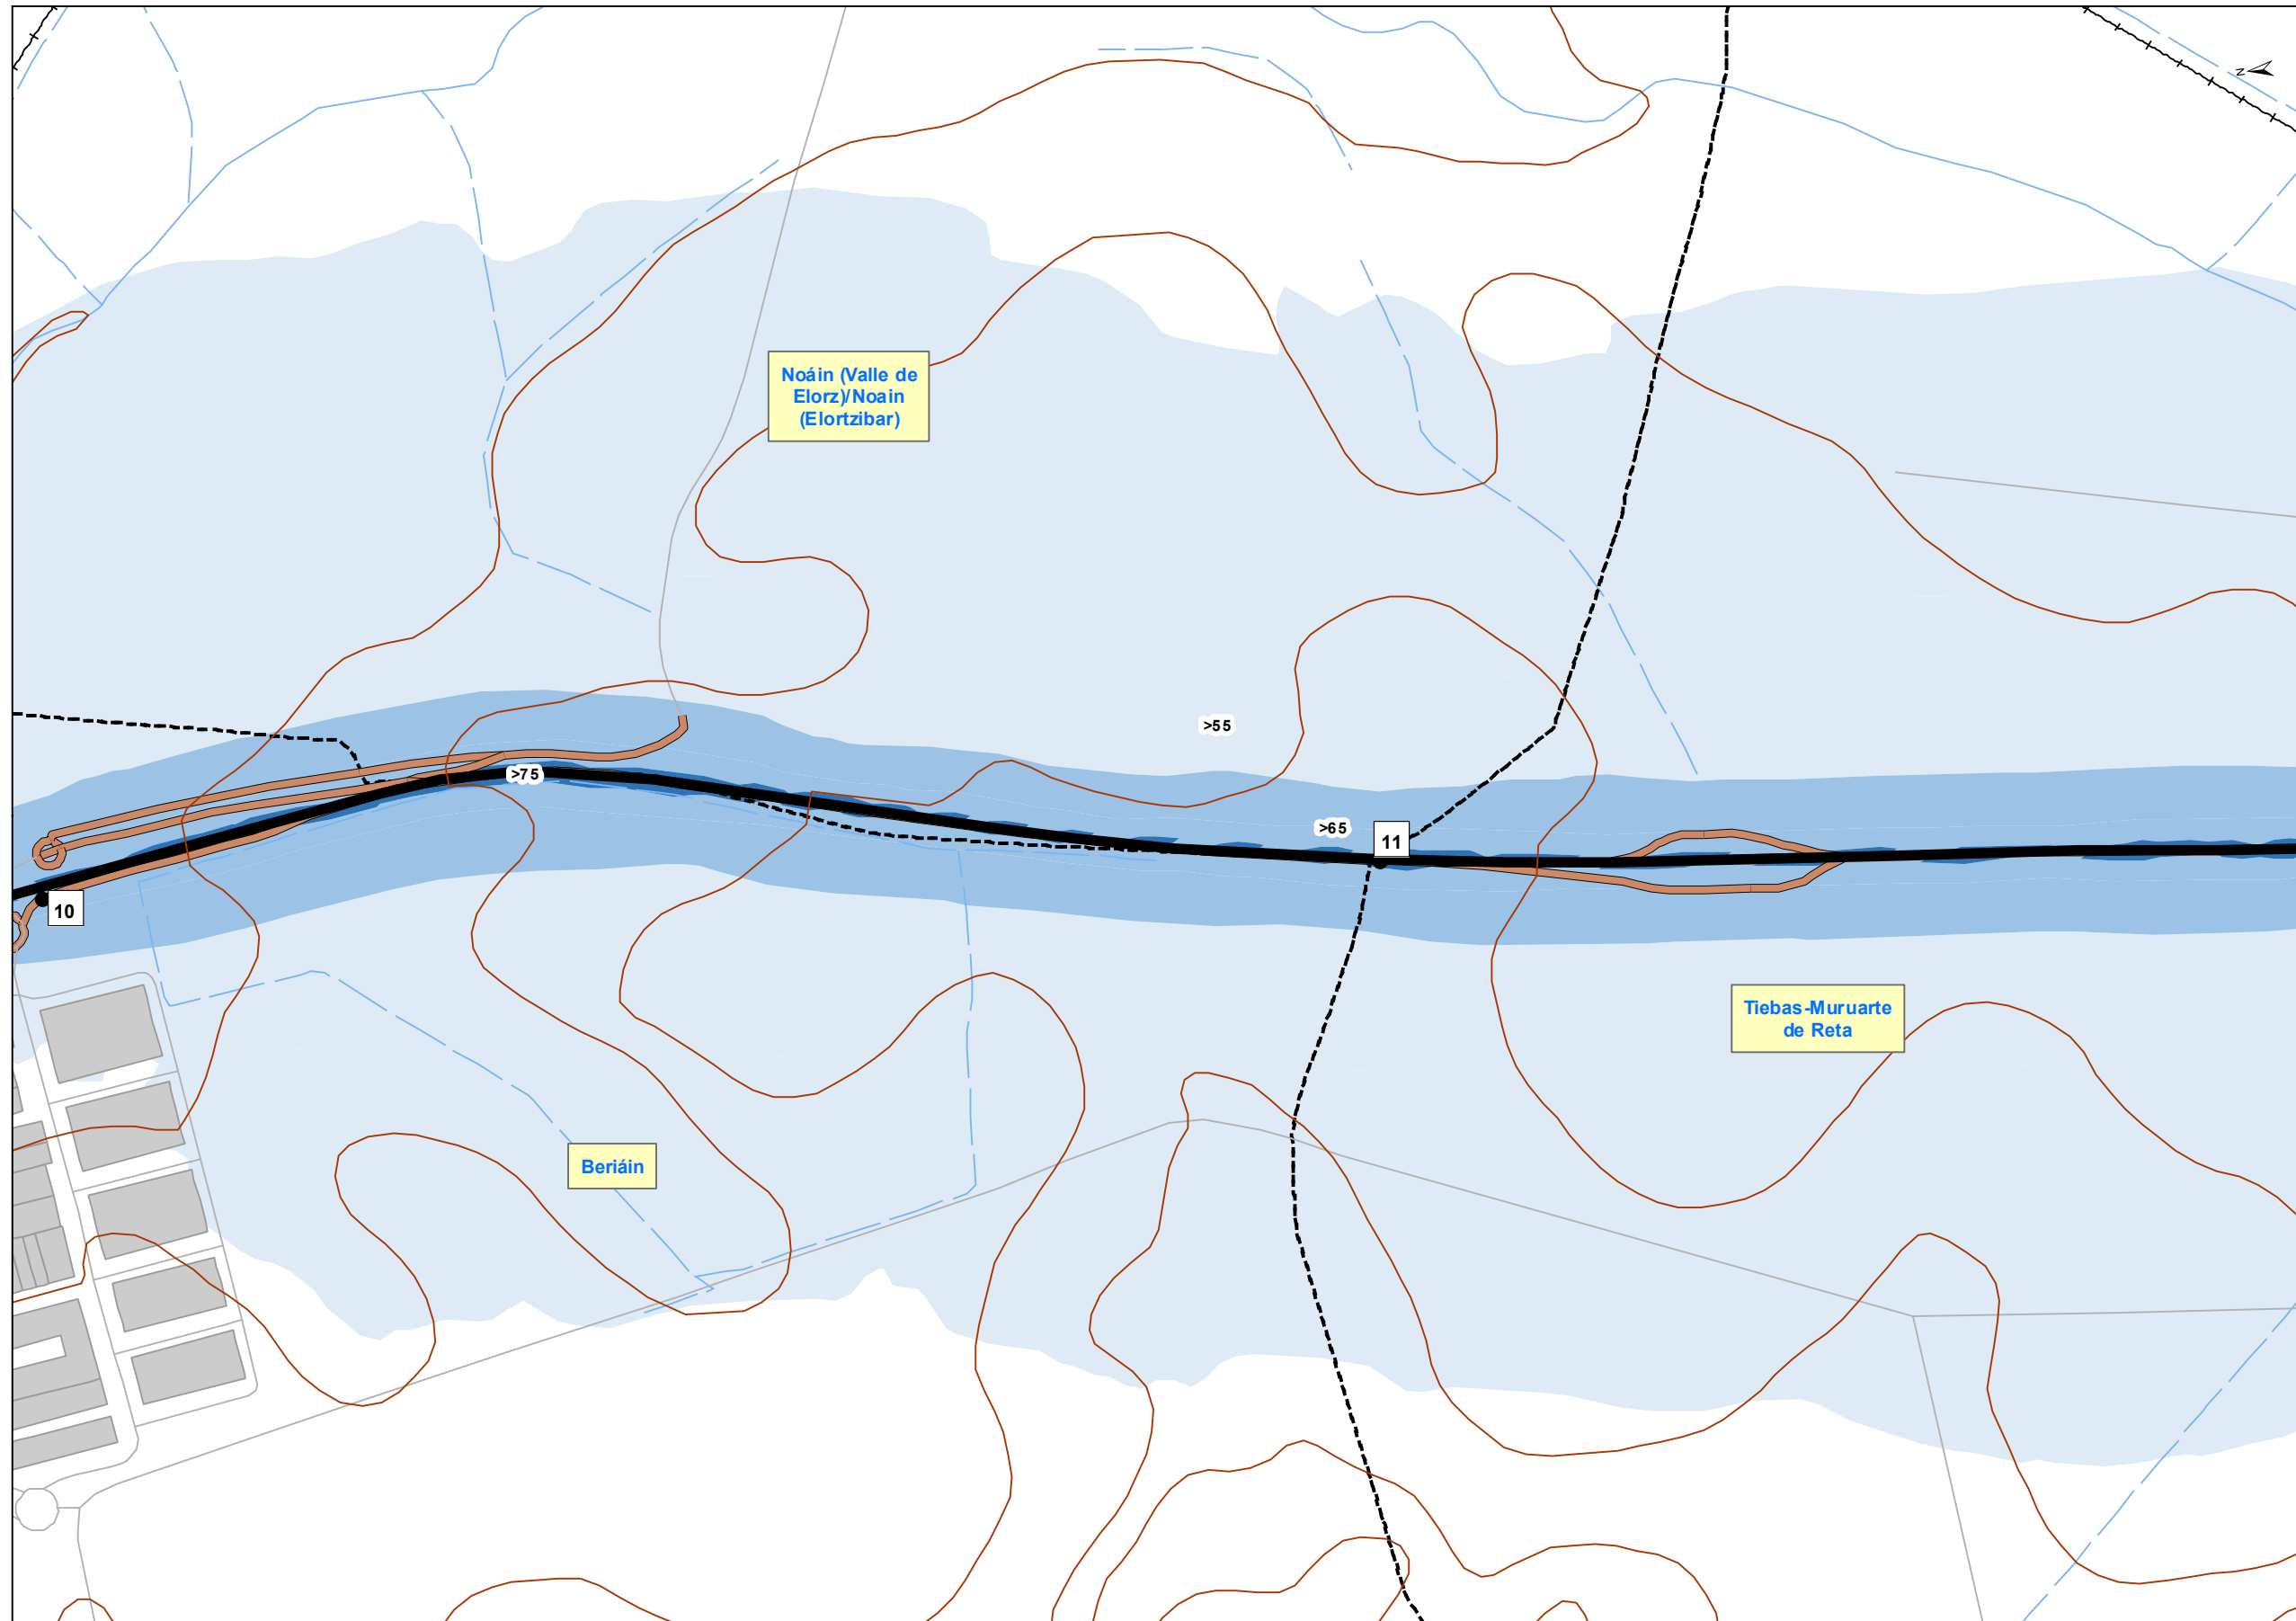 N
Noáin (Valle de
Elorz)/Noain
(Elortzibar)
>55
>75
>65
11
10
Tiebas-Muruarte
de Reta
Beriáin